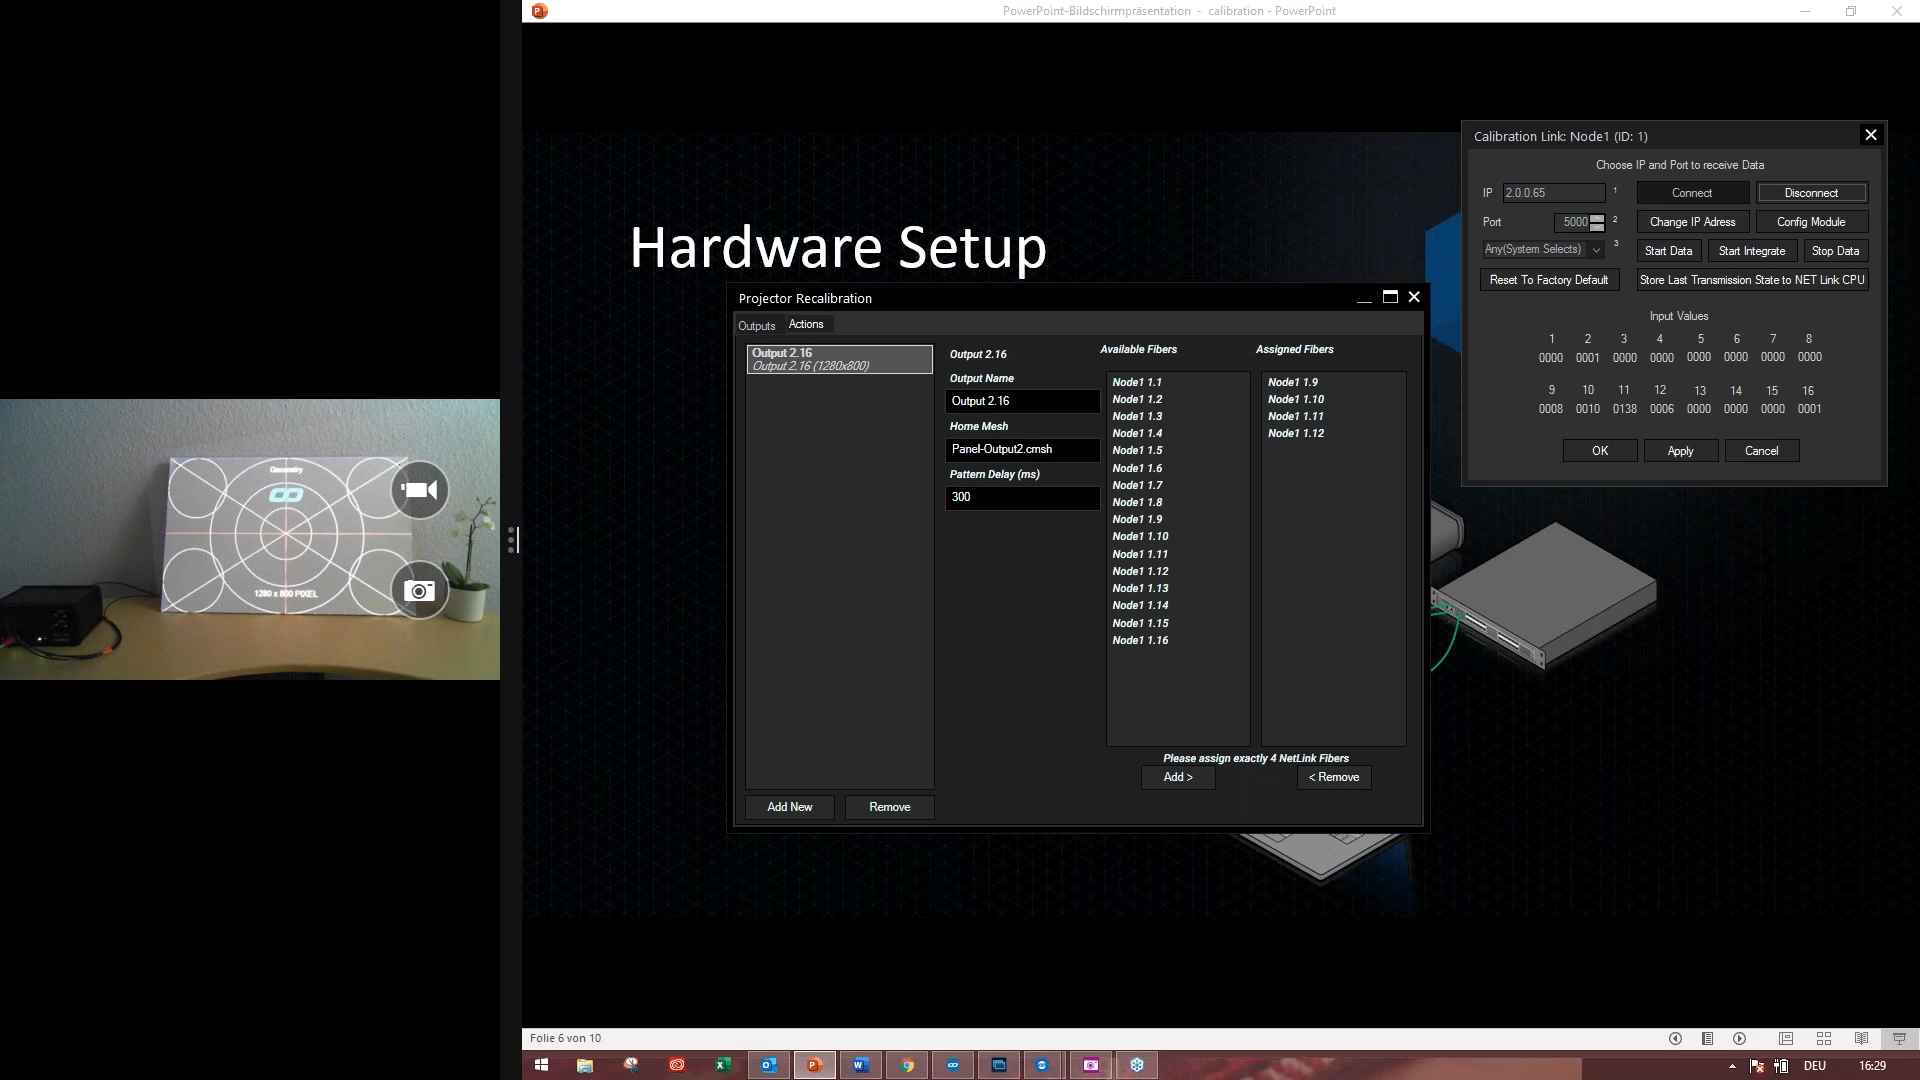 PowerPoint-Bildschirmpräsentation - calibration - PowerPoint
Geometry
1280 x 800 PIXEL
Hardware Setup
Projector Recalibration
Outputs
Actions
Output 2.16
Output 2.16 (1280x800)
Add New
Remove
Output 2.16
Output Name
Output 2.16
Home Mesh
Panel-Output2.cmsh
Pattern Delay (ms)
300
Available Fibers
Node1 1.1
Node1 1.2
Node1 1.3
Node1 1.4
Node1 1.5
Node1 1.6
Node1 1.7
Node1 1.8
Node1 1.9
Node1 1.10
Node1 1.11
Node1 1.12
Node1 1.13
Node1 1.14
Node1 1.15
Node1 1.16
Assigned Fibers
Node1 1.9
Node1 1.10
Node1 1.11
Node1 1.12
Please assign exactly 4 NetLink Fibers
Add >
< Remove
Calibration Link: Node1 (ID: 1)
Choose IP and Port to receive Data
IP 2.0.0.65 1 Connect Disconnect
Port 5000 2 Change IP Adress Config Module
Any(System Selects) 3 Start Data Start Integrate Stop Data
Reset To Factory Default Store Last Transmission State to NET Link CPU
Input Values
1 2 3 4 5 6 7 8
0000 0001 0000 0000 0000 0000 0000 0000
9 10 11 12 13 14 15 16
0008 0010 0138 0006 0000 0000 0000 0001
OK Apply Cancel
Folie 6 von 10
DEU 16:29